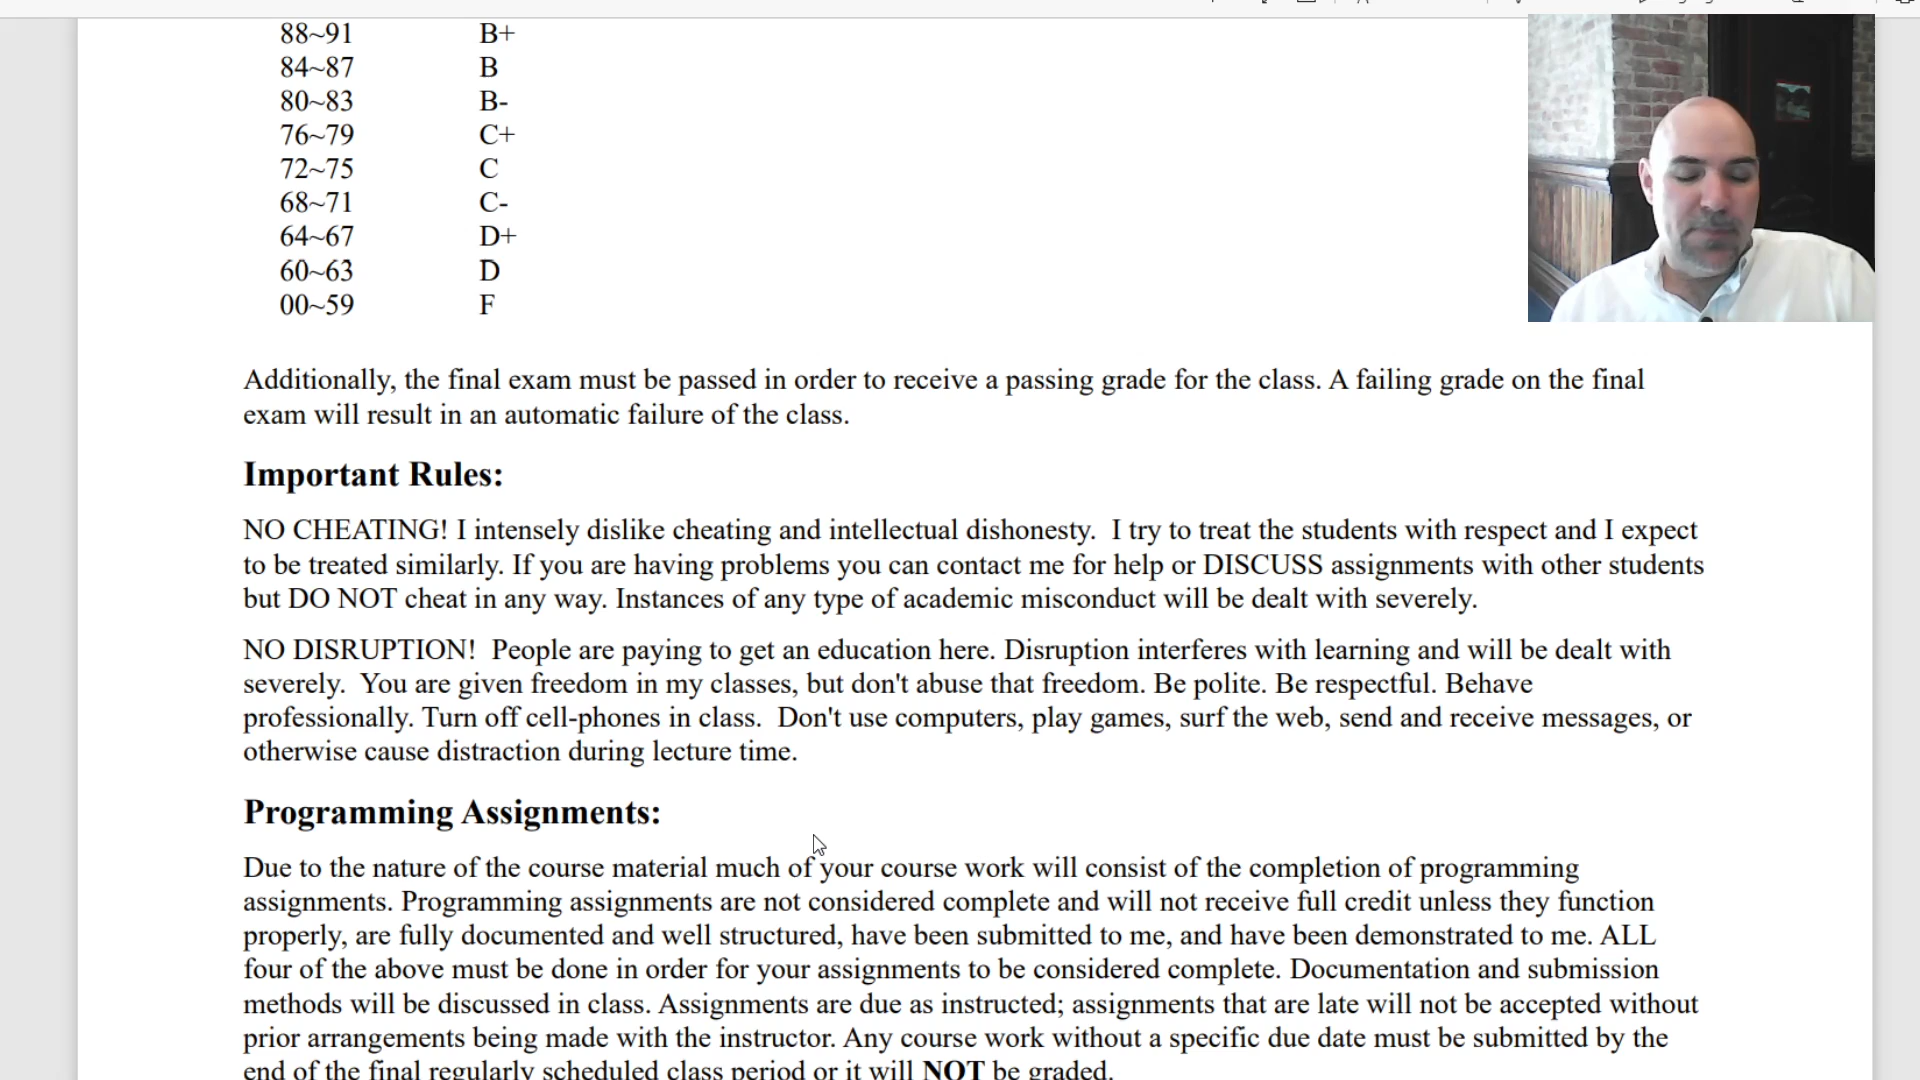 88~91 B+
84~87 B
80~83 B-
76~79 C+
72~75 C
68~71 C-
64~67 D+
60~63 D
00~59 F
Additionally, the final exam must be passed in order to receive a passing grade for the class. A failing grade on the final
exam will result in an automatic failure of the class.
Important Rules:
NO CHEATING! I intensely dislike cheating and intellectual dishonesty.  I try to treat the students with respect and I expect
to be treated similarly. If you are having problems you can contact me for help or DISCUSS assignments with other students
but DO NOT cheat in any way. Instances of any type of academic misconduct will be dealt with severely.
NO DISRUPTION!  People are paying to get an education here. Disruption interferes with learning and will be dealt with
severely.  You are given freedom in my classes, but don't abuse that freedom. Be polite. Be respectful. Behave
professionally. Turn off cell-phones in class.  Don't use computers, play games, surf the web, send and receive messages, or
otherwise cause distraction during lecture time.
Programming Assignments:
Due to the nature of the course material much of your course work will consist of the completion of programming
assignments. Programming assignments are not considered complete and will not receive full credit unless they function
properly, are fully documented and well structured, have been submitted to me, and have been demonstrated to me. ALL
four of the above must be done in order for your assignments to be considered complete. Documentation and submission
methods will be discussed in class. Assignments are due as instructed; assignments that are late will not be accepted without
prior arrangements being made with the instructor. Any course work without a specific due date must be submitted by the
end of the final regularly scheduled class period or it will NOT be graded.